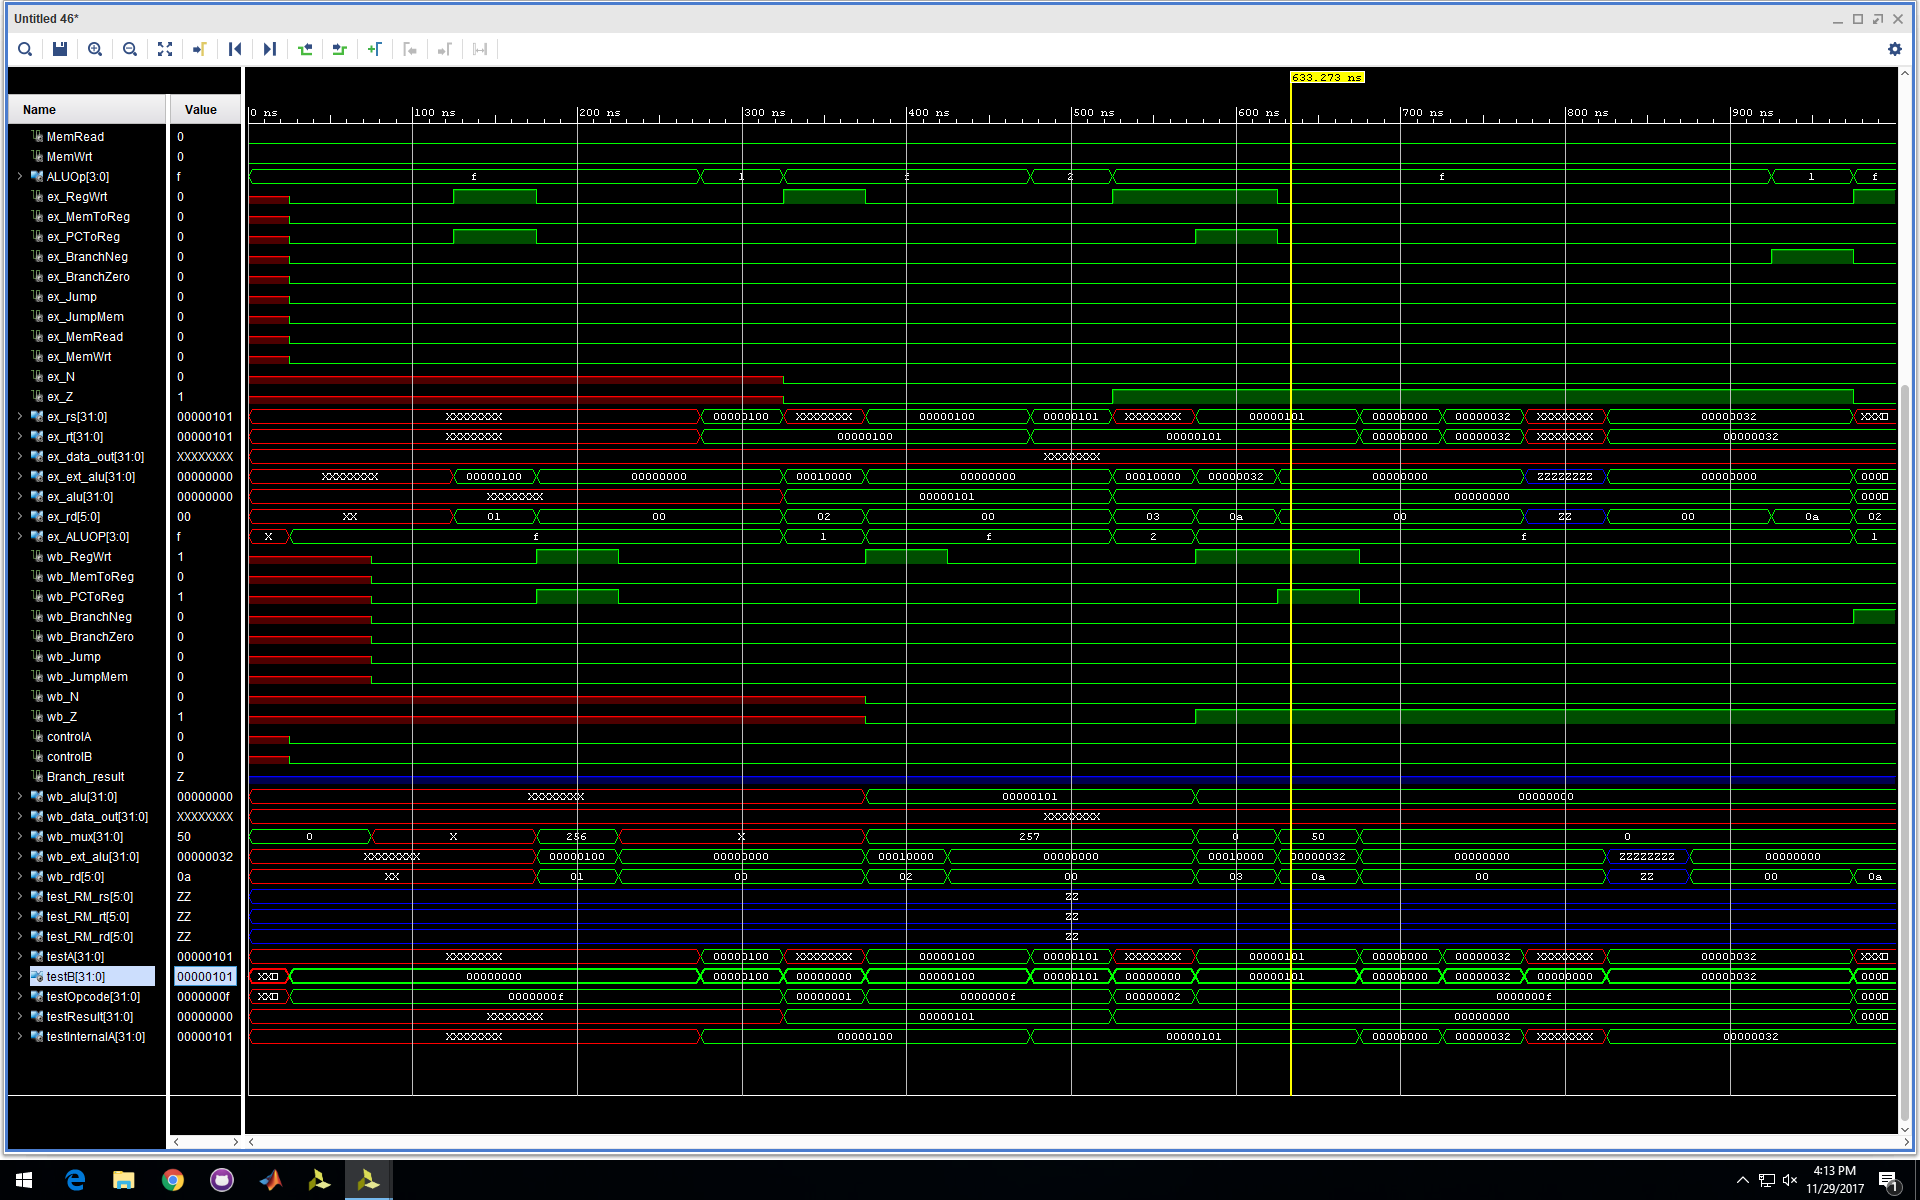 Untitled 46*
633.273 ns
Name Value 0 ns 100 ns 200 ns 300 ns 400 ns 500 ns 600 ns 700 ns 800 ns 900 ns
MemRead 0
MemWrt 0
ALUOp[3:0] f f 1 f 2 f 1 f
ex_RegWrt 0
ex_MemToReg 0
ex_PCToReg 0
ex_BranchNeg 0
ex_BranchZero 0
ex_Jump 0
ex_JumpMem 0
ex_MemRead 0
ex_MemWrt 0
ex_N 0
ex_Z 1
ex_rs[31:0] 00000101 XXXXXXXX 00000100 XXXXXXXX 00000100 00000101 XXXXXXXX 00000101 00000000 00000032 XXXXXXXX 00000032 XXX
ex_rt[31:0] 00000101 XXXXXXXX 00000100 00000101 00000000 00000032 XXXXXXXX 00000032
ex_data_out[31:0] XXXXXXXX XXXXXXXX
ex_ext_alu[31:0] 00000000 XXXXXXXX 00000100 00000000 00010000 00000000 00010000 00000032 00000000 ZZZZZZZZ 00000000 000
ex_alu[31:0] 00000000 XXXXXXXX 00000101 00000000 000
ex_rd[5:0] 00 XX 01 00 02 00 03 0a 00 ZZ 00 0a 02
ex_ALUOP[3:0] f X f 1 f 2 f 1
wb_RegWrt 1
wb_MemToReg 0
wb_PCToReg 1
wb_BranchNeg 0
wb_BranchZero 0
wb_Jump 0
wb_JumpMem 0
wb_N 0
wb_Z 1
controlA 0
controlB 0
Branch_result Z
wb_alu[31:0] 00000000 XXXXXXXX 00000101 00000000
wb_data_out[31:0] XXXXXXXX XXXXXXXX
wb_mux[31:0] 50 0 X 256 X 257 0 50 0
wb_ext_alu[31:0] 00000032 XXXXXXXX 00000100 00000000 00010000 00000000 00010000 00000032 00000000 ZZZZZZZZ 00000000
wb_rd[5:0] 0a XX 01 00 02 00 03 0a 00 ZZ 00 0a
test_RM_rs[5:0] ZZ ZZ
test_RM_rt[5:0] ZZ ZZ
test_RM_rd[5:0] ZZ ZZ
testA[31:0] 00000101 XXXXXXXX 00000100 XXXXXXXX 00000100 00000101 XXXXXXXX 00000101 00000000 00000032 XXXXXXXX 00000032 XXX
testB[31:0] 00000101 XX 00000000 00000100 00000000 00000100 00000101 00000000 00000101 00000000 00000032 00000000 00000032 000
testOpcode[31:0] 0000000f XX 0000000f 00000001 0000000f 00000002 0000000f 000
testResult[31:0] 00000000 XXXXXXXX 00000101 00000000 000
testInternalA[31:0] 00000101 XXXXXXXX 00000100 00000101 00000000 00000032 XXXXXXXX 00000032
4:13 PM
11/29/2017
1